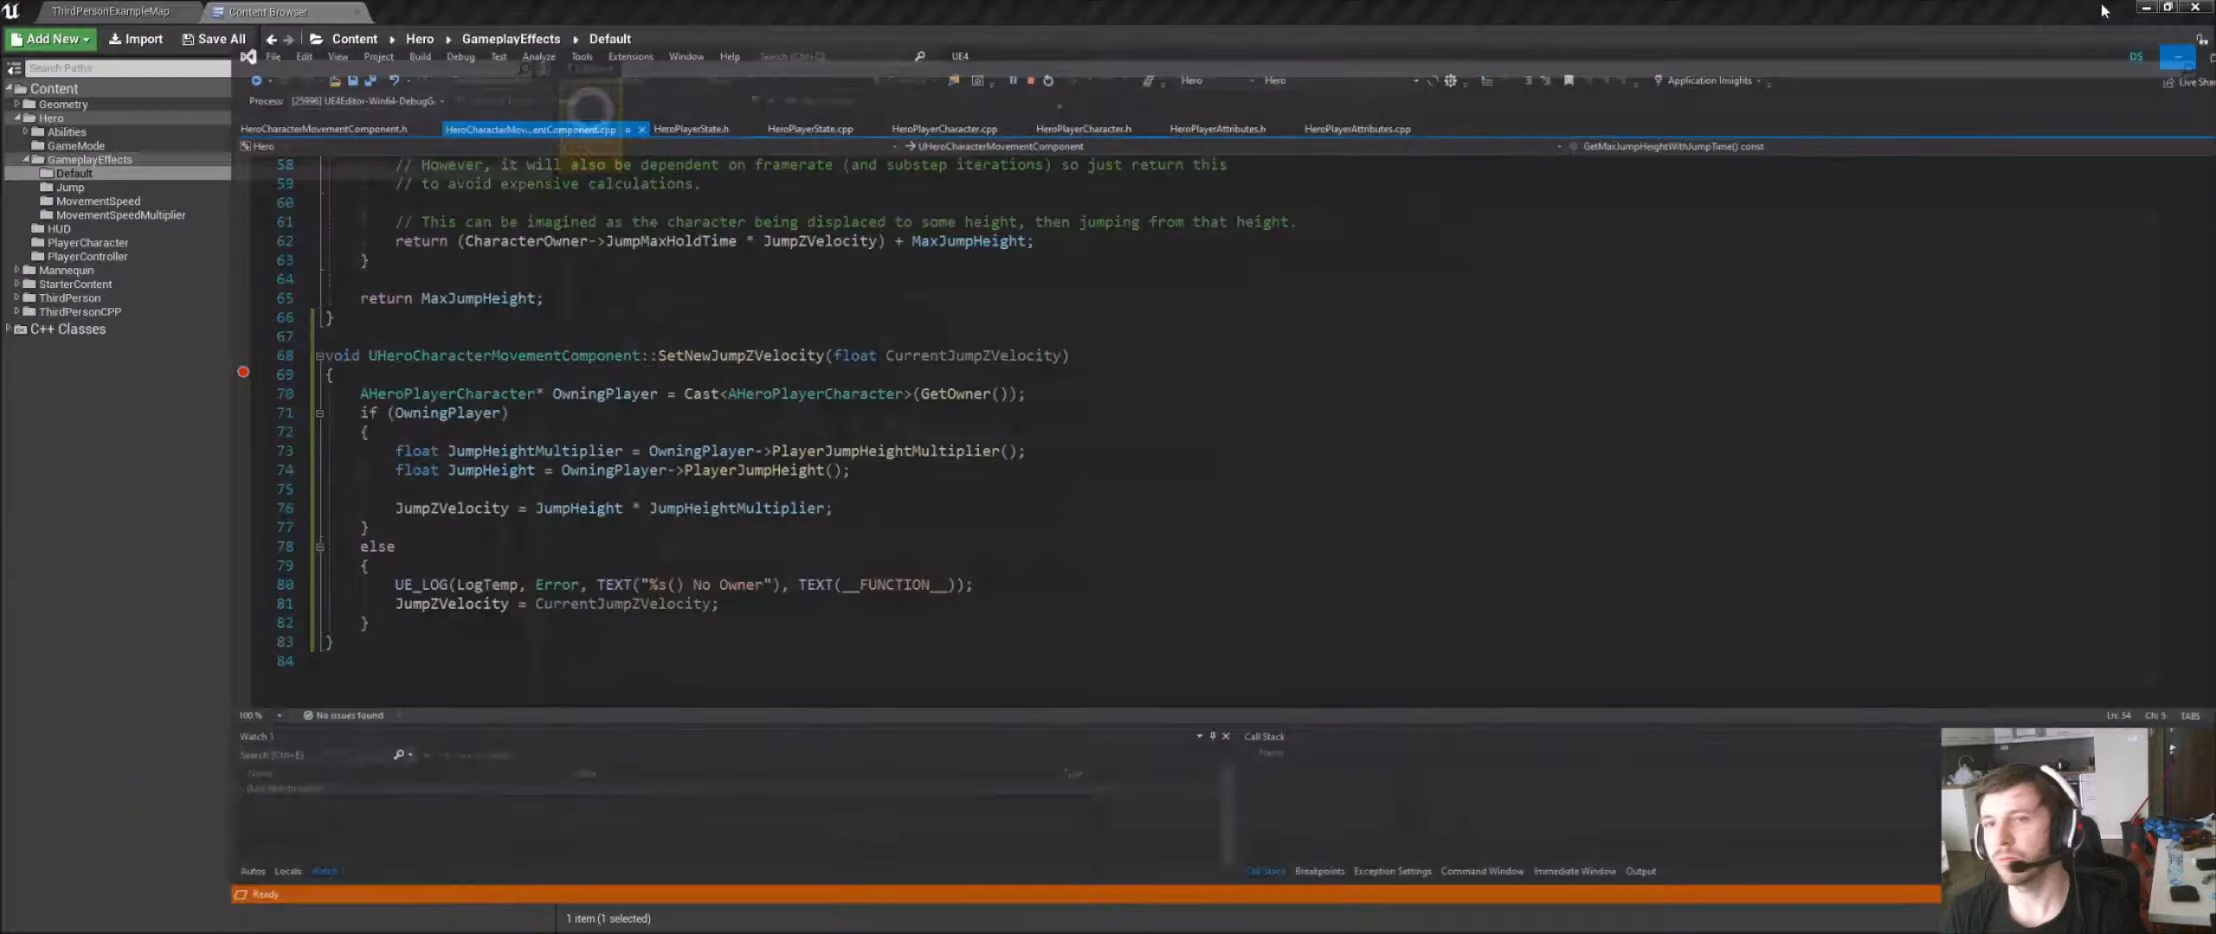 ThirdPersonExampleMap
Content Browser
Add New
Import
Save All
Content
Hero
GameplayEffects
Default
Search Paths
Content
Geometry
Hero
Abilities
GameMode
GameplayEffects
Default
Jump
MovementSpeed
MovementSpeedMultiplier
HUD
PlayerCharacter
PlayerController
Mannequin
StarterContent
ThirdPerson
ThirdPersonCPP
C++ Classes
File Edit View Project Build Debug Test Analyze Tools Extensions Window Help Search (Ctrl+Q) UE4
DS
Hero Hero Application Insights Live Shar
Process: [25996] UE4Editor-Win64-DebugG.
HeroCharacterMovementComponent.h HeroCharacterMov...entComponent.cpp HeroPlayerState.h HeroPlayerState.cpp HeroPlayerCharacter.cpp HeroPlayerCharacter.h HeroPlayerAttributes.h HeroPlayerAttributes.cpp
Hero UHeroCharacterMovementComponent GetMaxJumpHeightWithJumpTime() const
58 // However, it will also be dependent on framerate (and substep iterations) so just return this
59 // to avoid expensive calculations.
60
61 // This can be imagined as the character being displaced to some height, then jumping from that height.
62 return (CharacterOwner->JumpMaxHoldTime * JumpZVelocity) + MaxJumpHeight;
63 }
64
65 return MaxJumpHeight;
66 }
67
68 void UHeroCharacterMovementComponent::SetNewJumpZVelocity(float CurrentJumpZVelocity)
69 {
70 AHeroPlayerCharacter* OwningPlayer = Cast<AHeroPlayerCharacter>(GetOwner());
71 if (OwningPlayer)
72 {
73 float JumpHeightMultiplier = OwningPlayer->PlayerJumpHeightMultiplier();
74 float JumpHeight = OwningPlayer->PlayerJumpHeight();
75
76 JumpZVelocity = JumpHeight * JumpHeightMultiplier;
77 }
78 else
79 {
80 UE_LOG(LogTemp, Error, TEXT("%s() No Owner"), TEXT(__FUNCTION__));
81 JumpZVelocity = CurrentJumpZVelocity;
82 }
83 }
84
100 % No issues found Ln: 54 Ch: 5 TABS
Watch 1
Call Stack
Search (Ctrl+E)
Name
Name
Autos Locals Watch 1
Call Stack Breakpoints Exception Settings Command Window Immediate Window Output
Ready
1 item (1 selected)